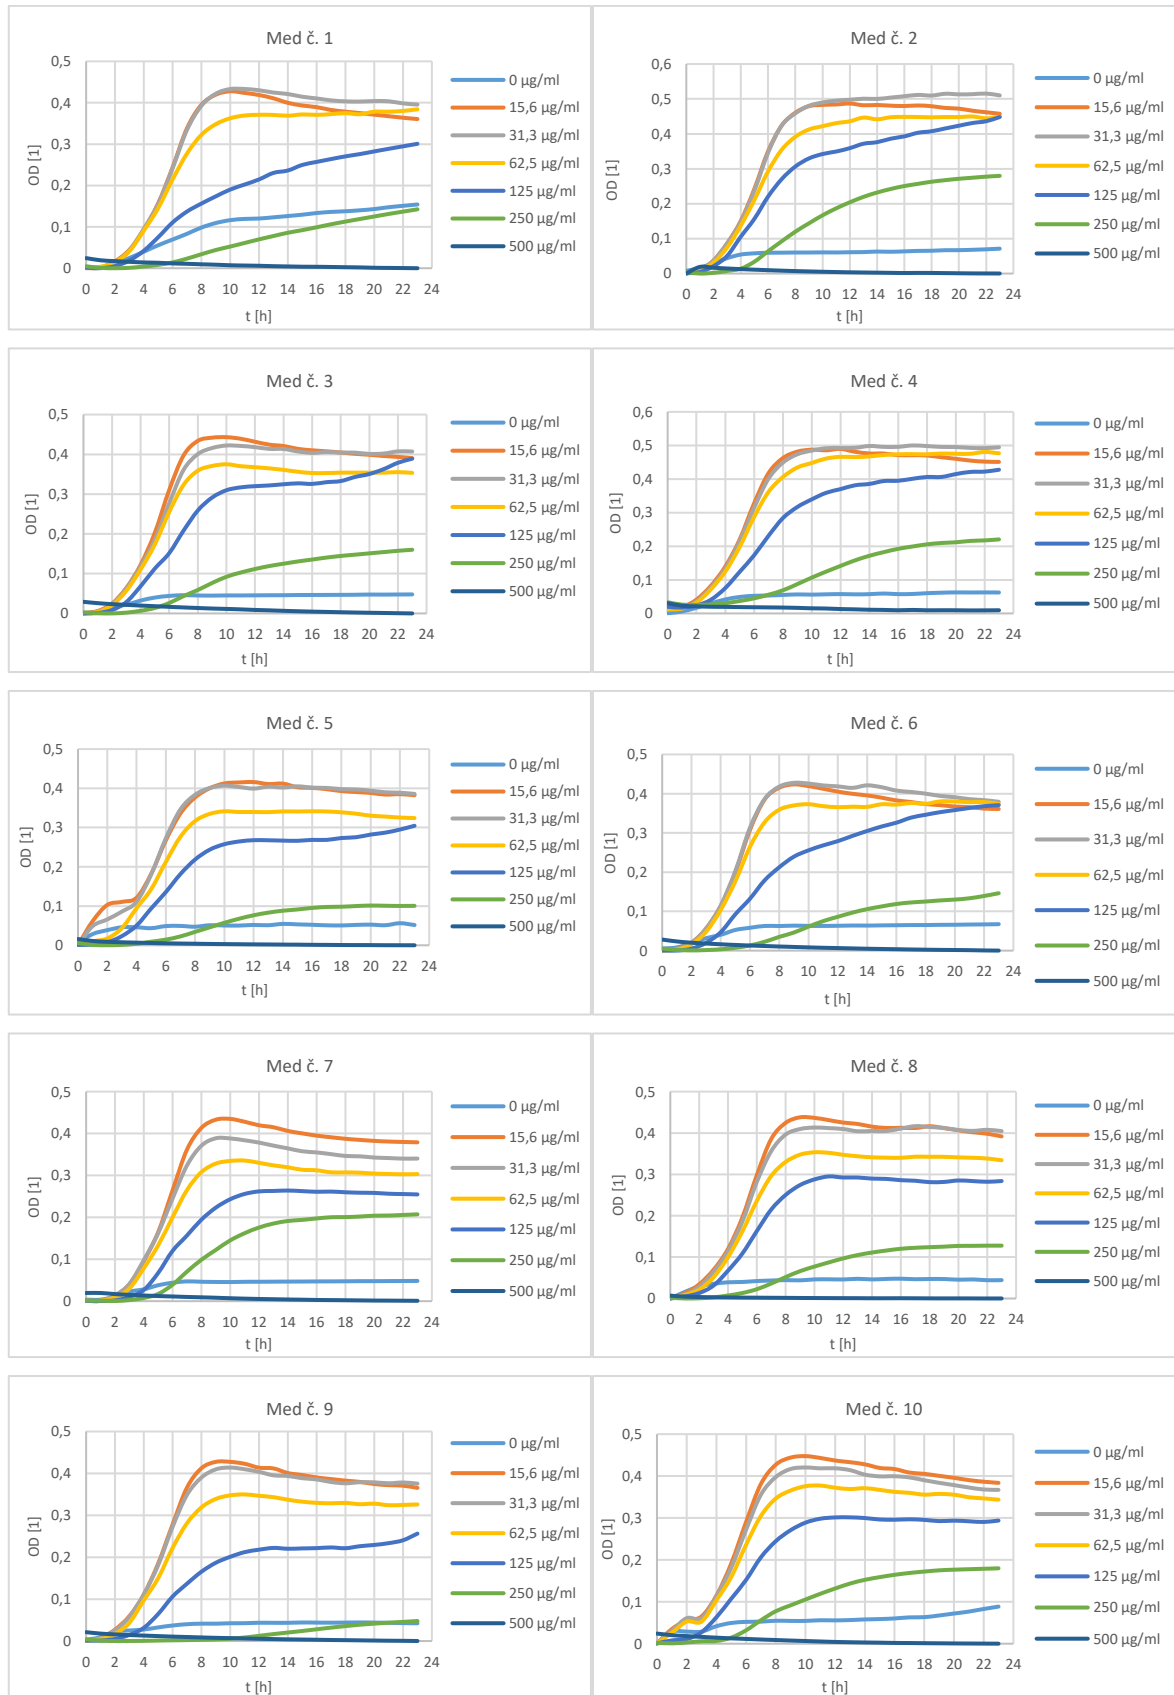 Med č. 1
0,5
0,4
0,3
0,2
0,1
0
OD [1]
0 2 4 6 8 10 12 14 16 18 20 22 24
t [h]
0 µg/ml
15,6 µg/ml
31,3 µg/ml
62,5 µg/ml
125 µg/ml
250 µg/ml
500 µg/ml
Med č. 2
0,6
0,5
0,4
0,3
0,2
0,1
0
OD [1]
0 2 4 6 8 10 12 14 16 18 20 22 24
t [h]
0 µg/ml
15,6 µg/ml
31,3 µg/ml
62,5 µg/ml
125 µg/ml
250 µg/ml
500 µg/ml
Med č. 3
0,5
0,4
0,3
0,2
0,1
0
OD [1]
0 2 4 6 8 10 12 14 16 18 20 22 24
t [h]
0 µg/ml
15,6 µg/ml
31,3 µg/ml
62,5 µg/ml
125 µg/ml
250 µg/ml
500 µg/ml
Med č. 4
0,6
0,5
0,4
0,3
0,2
0,1
0
OD [1]
0 2 4 6 8 10 12 14 16 18 20 22 24
t [h]
0 µg/ml
15,6 µg/ml
31,3 µg/ml
62,5 µg/ml
125 µg/ml
250 µg/ml
500 µg/ml
Med č. 5
0,5
0,4
0,3
0,2
0,1
0
OD [1]
0 2 4 6 8 10 12 14 16 18 20 22 24
t [h]
0 µg/ml
15,6 µg/ml
31,3 µg/ml
62,5 µg/ml
125 µg/ml
250 µg/ml
500 µg/ml
Med č. 6
0,5
0,4
0,3
0,2
0,1
0
OD [1]
0 2 4 6 8 10 12 14 16 18 20 22 24
t [h]
0 µg/ml
15,6 µg/ml
31,3 µg/ml
62,5 µg/ml
125 µg/ml
250 µg/ml
500 µg/ml
Med č. 7
0,5
0,4
0,3
0,2
0,1
0
OD [1]
0 2 4 6 8 10 12 14 16 18 20 22 24
t [h]
0 µg/ml
15,6 µg/ml
31,3 µg/ml
62,5 µg/ml
125 µg/ml
250 µg/ml
500 µg/ml
Med č. 8
0,5
0,4
0,3
0,2
0,1
0
OD [1]
0 2 4 6 8 10 12 14 16 18 20 22 24
t [h]
0 µg/ml
15,6 µg/ml
31,3 µg/ml
62,5 µg/ml
125 µg/ml
250 µg/ml
500 µg/ml
Med č. 9
0,5
0,4
0,3
0,2
0,1
0
OD [1]
0 2 4 6 8 10 12 14 16 18 20 22 24
t [h]
0 µg/ml
15,6 µg/ml
31,3 µg/ml
62,5 µg/ml
125 µg/ml
250 µg/ml
500 µg/ml
Med č. 10
0,5
0,4
0,3
0,2
0,1
0
OD [1]
0 2 4 6 8 10 12 14 16 18 20 22 24
t [h]
0 µg/ml
15,6 µg/ml
31,3 µg/ml
62,5 µg/ml
125 µg/ml
250 µg/ml
500 µg/ml